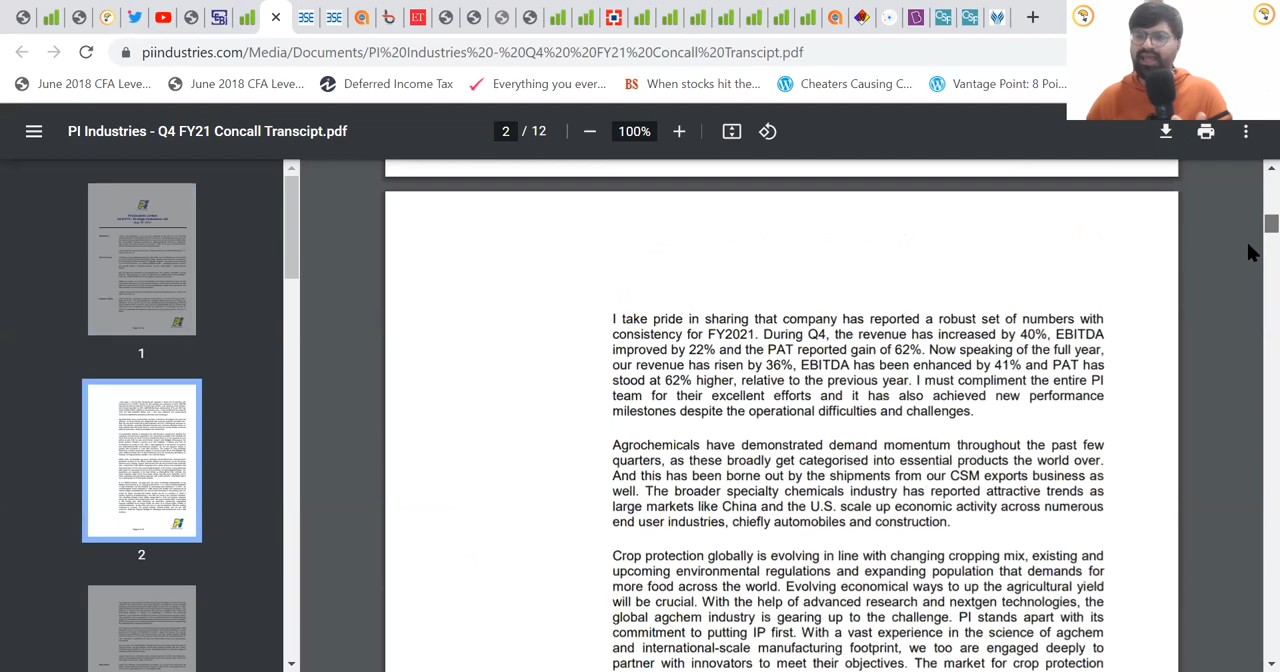 piindustries.com/Media/Documents/PI%20Industries%20-%20Q4%20%20FY21%20Concall%20Transcipt.pdf
June 2018 CFA Leve...
June 2018 CFA Level...
Deferred Income Tax
Everything you ever...
BS When stocks hit the...
Cheaters Causing C...
Vantage Point: 8 Poi...
PI Industries - Q4 FY21 Concall Transcipt.pdf
2 / 12
100%
I take pride in sharing that company has reported a robust set of numbers with
consistency for FY2021. During Q4, the revenue has increased by 40%, EBITDA
improved by 22% and the PAT reported gain of 62%. Now speaking of the full year,
our revenue has risen by 36%, EBITDA has been enhanced by 41% and PAT has
stood at 62% higher, relative to the previous year. I must compliment the entire PI
team for their excellent efforts and it has also achieved new performance
milestones despite the operational difficulties and challenges.
Agrochemicals have demonstrated demand momentum throughout the past few
quarters, as these broadly get categorised into essential products the world over.
And this has been borne out by the shipments from our CSM exports business as
well. The broader specialty chemicals industry has reported attractive trends as
large markets like China and the U.S. scale up economic activity across numerous
end user industries, chiefly automobiles and construction.
Crop protection globally is evolving in line with changing cropping mix, existing and
upcoming environmental regulations and expanding population that demands for
more food across the world. Evolving economical ways to up the agricultural yield
will be crucial. With the help of advanced research and nextgen technologies, the
global agchem industry is gearing up to the challenge. PI stands apart with its
commitment to putting IP first. With a vast experience in the science of agchem
and international-scale manufacturing footprint, we too are engaged deeply to
partner with innovators to meet their objectives. The market for crop protection
1
2